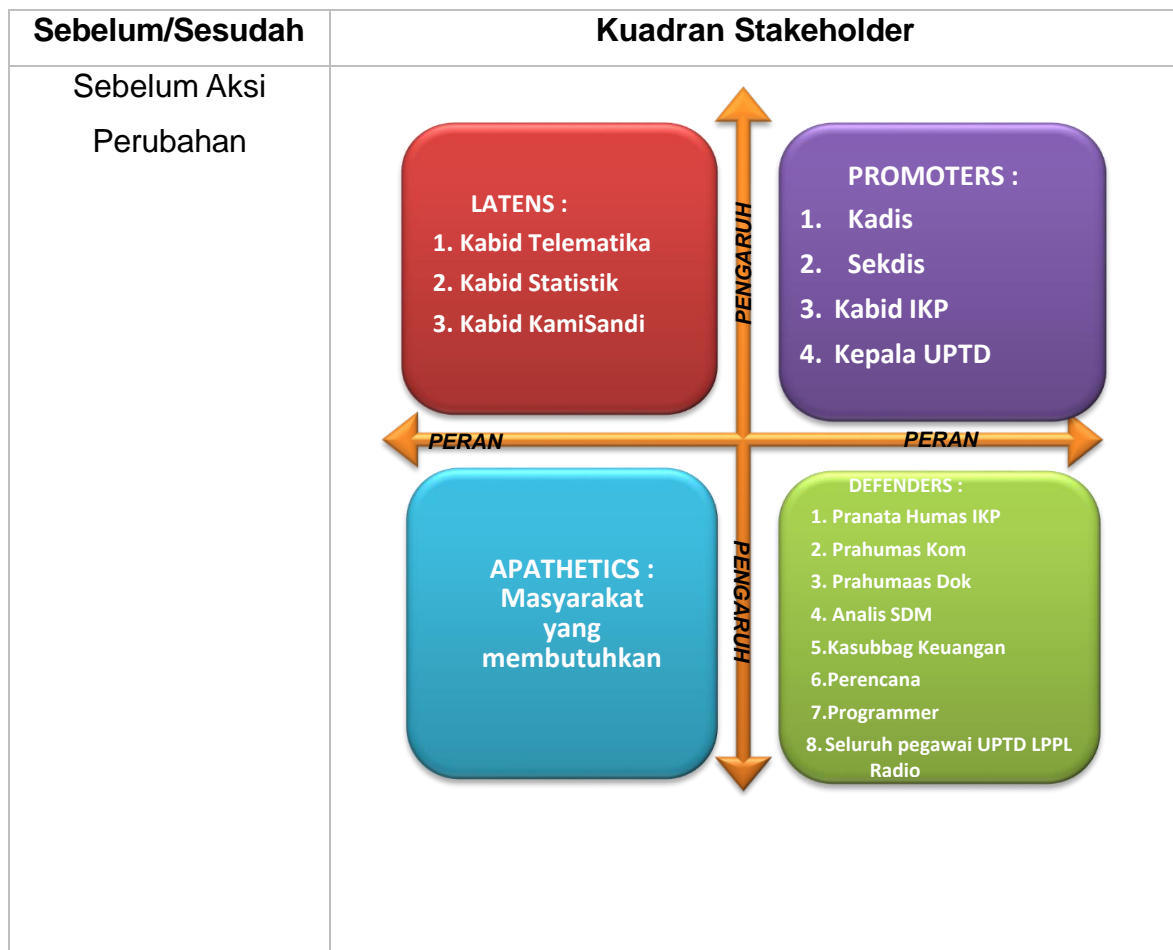 Sebelum/Sesudah
Kuadran Stakeholder
Sebelum Aksi
Perubahan
LATENS :
1. Kabid Telematika
2. Kabid Statistik
3. Kabid KamiSandi
PENGARUH
PROMOTERS :
1. Kadis
2. Sekdis
3. Kabid IKP
4. Kepala UPTD
PERAN
PERAN
APATHETICS :
Masyarakat
yang
membutuhkan
PENGARUH
DEFENDERS :
1. Pranata Humas IKP
2. Prahumas Kom
3. Prahumaas Dok
4. Analis SDM
5.Kasubbag Keuangan
6.Perencana
7.Programmer
8.Seluruh pegawai UPTD LPPL
Radio